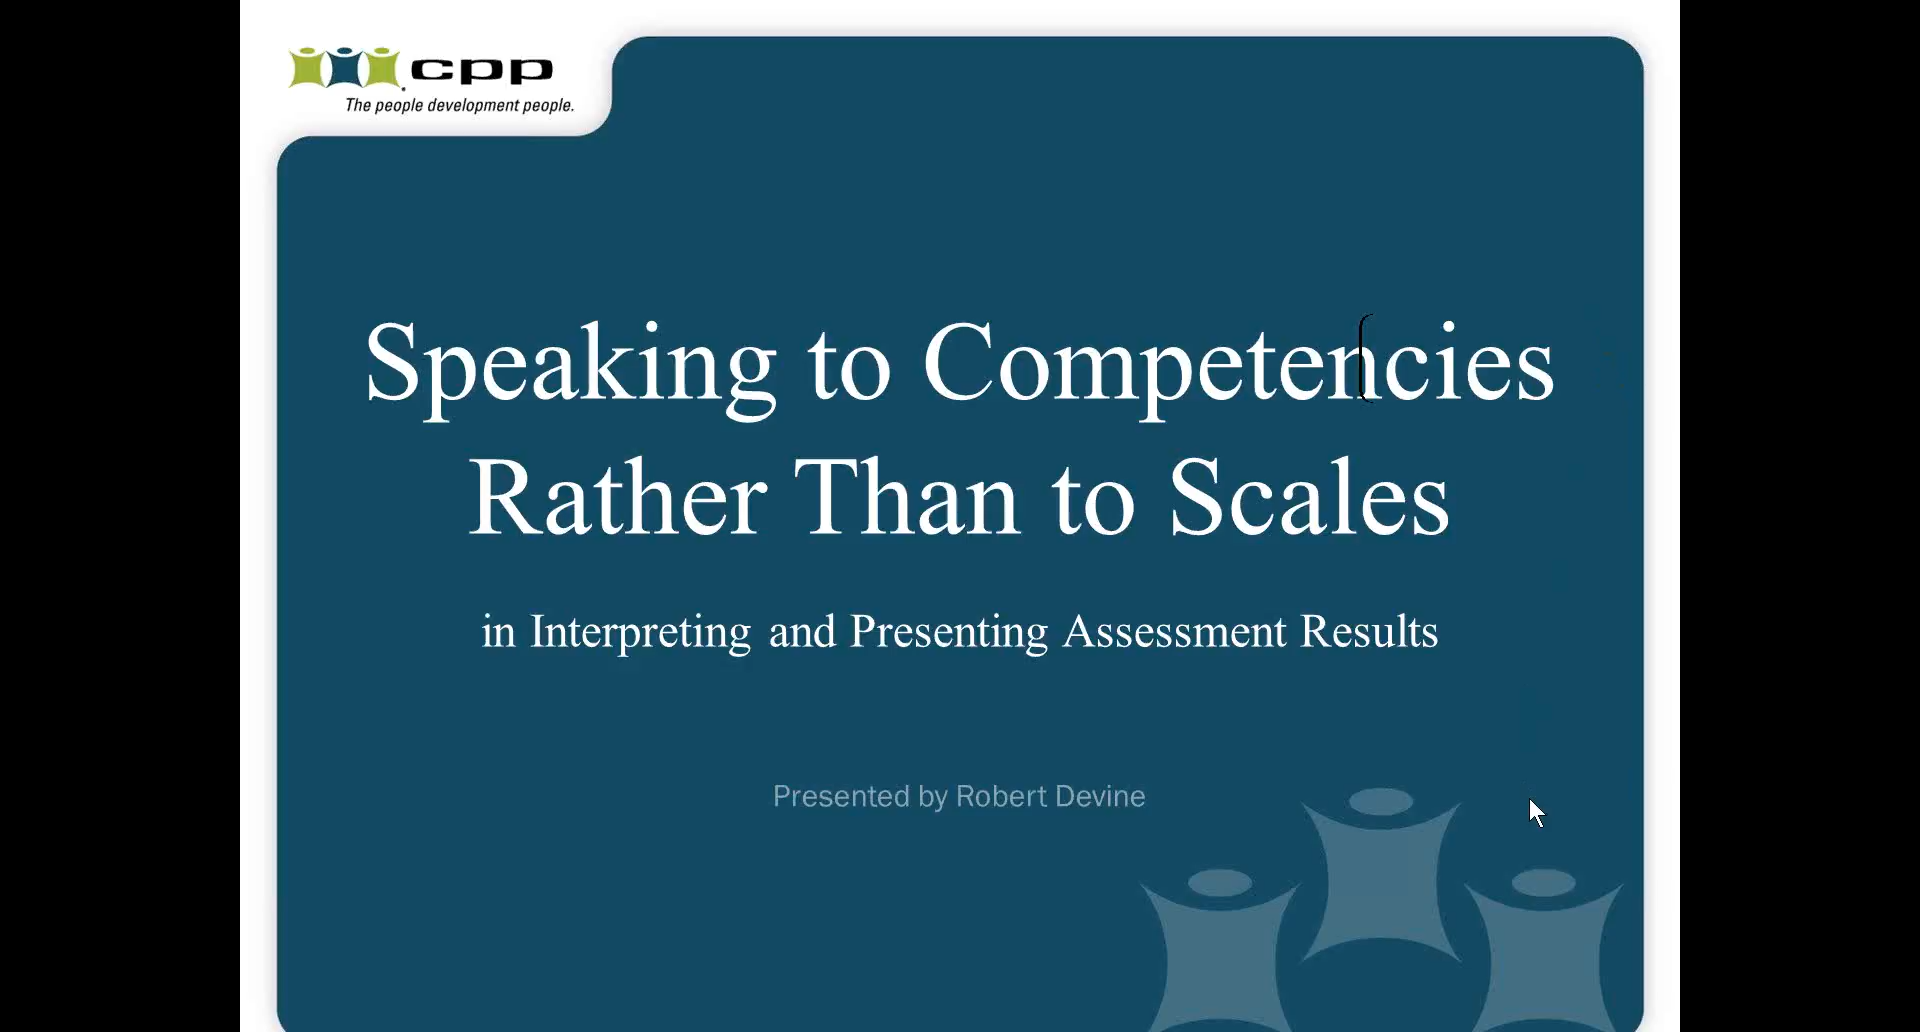 cpp
The people development people.
Speaking to Competencies
Rather Than to Scales
in Interpreting and Presenting Assessment Results
Presented by Robert Devine